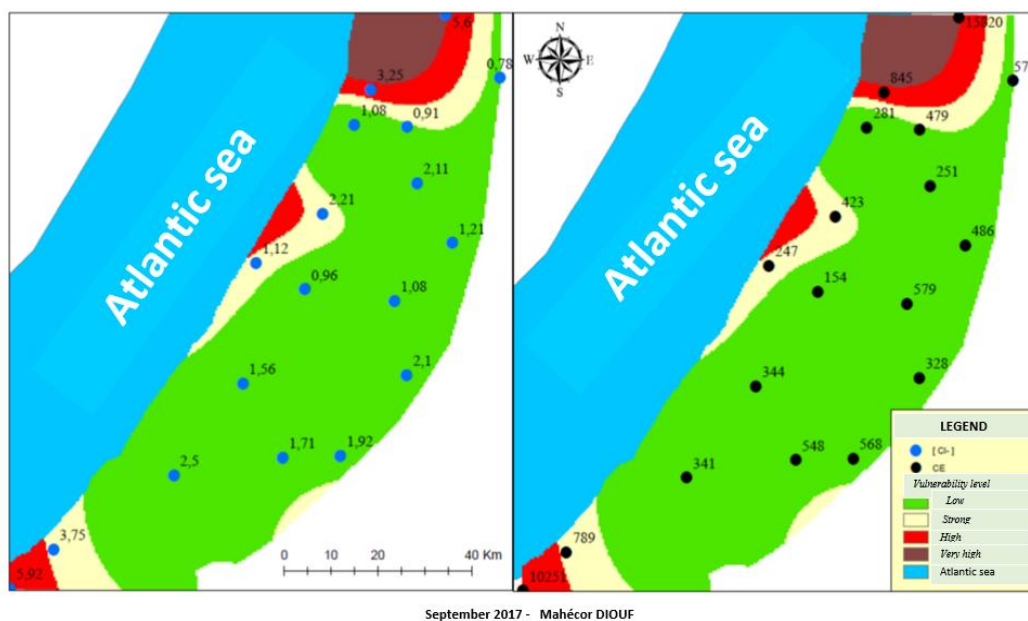 5,6
0,78
3,25
1,08
0,91
2,11
2,21
1,21
1,12
0,96
1,08
2,1
1,56
1,71
1,92
2,5
3,75
5,92
Atlantic sea
0 10 20 40 Km
N
W E
S
15320
57
845
281
479
251
423
486
247
154
579
328
344
548
568
341
789
10251
Atlantic sea
LEGEND
[ Cl- ]
CE
Vulnerability level
Low
Strong
High
Very high
Atlantic sea
September 2017 - Mahécor DIOUF